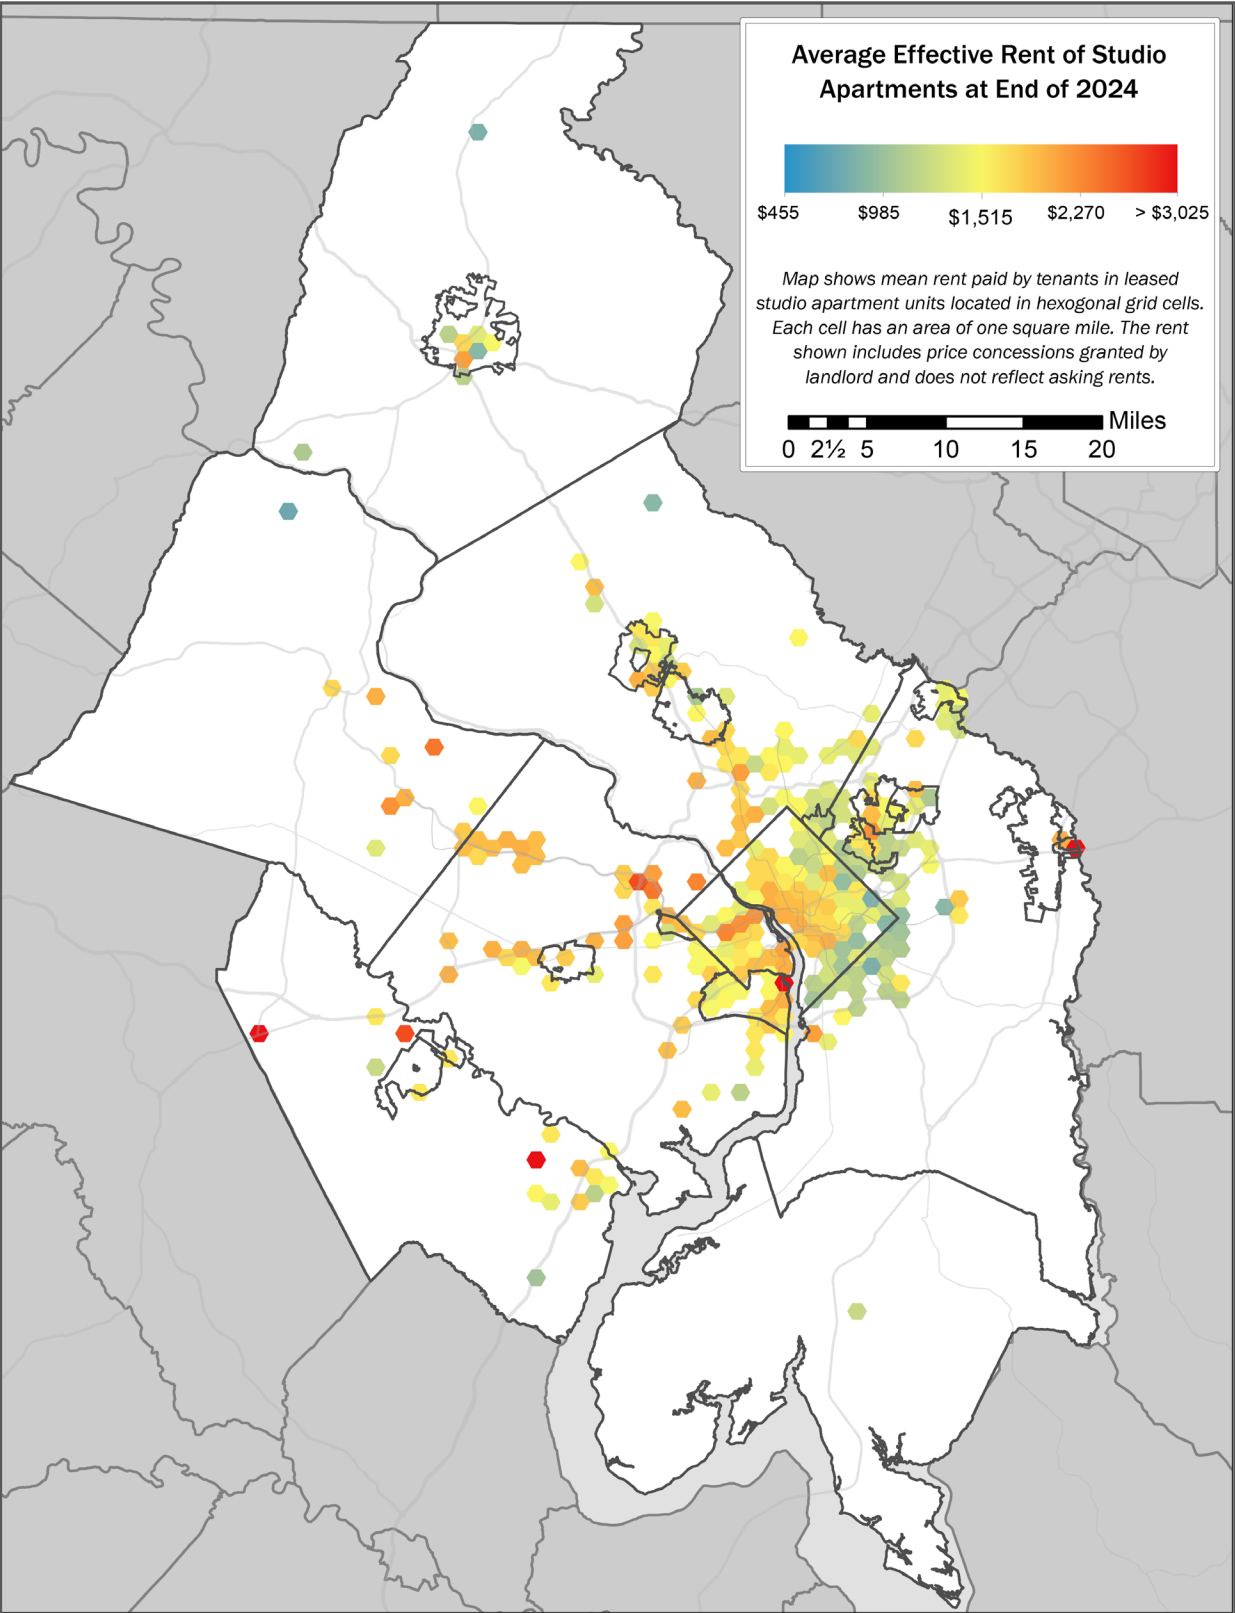 Average Effective Rent of Studio
Apartments at End of 2024
$455 $985 $1,515 $2,270 > $3,025
Map shows mean rent paid by tenants in leased
studio apartment units located in hexogonal grid cells.
Each cell has an area of one square mile. The rent
shown includes price concessions granted by
landlord and does not reflect asking rents.
Miles
0 2½ 5 10 15 20